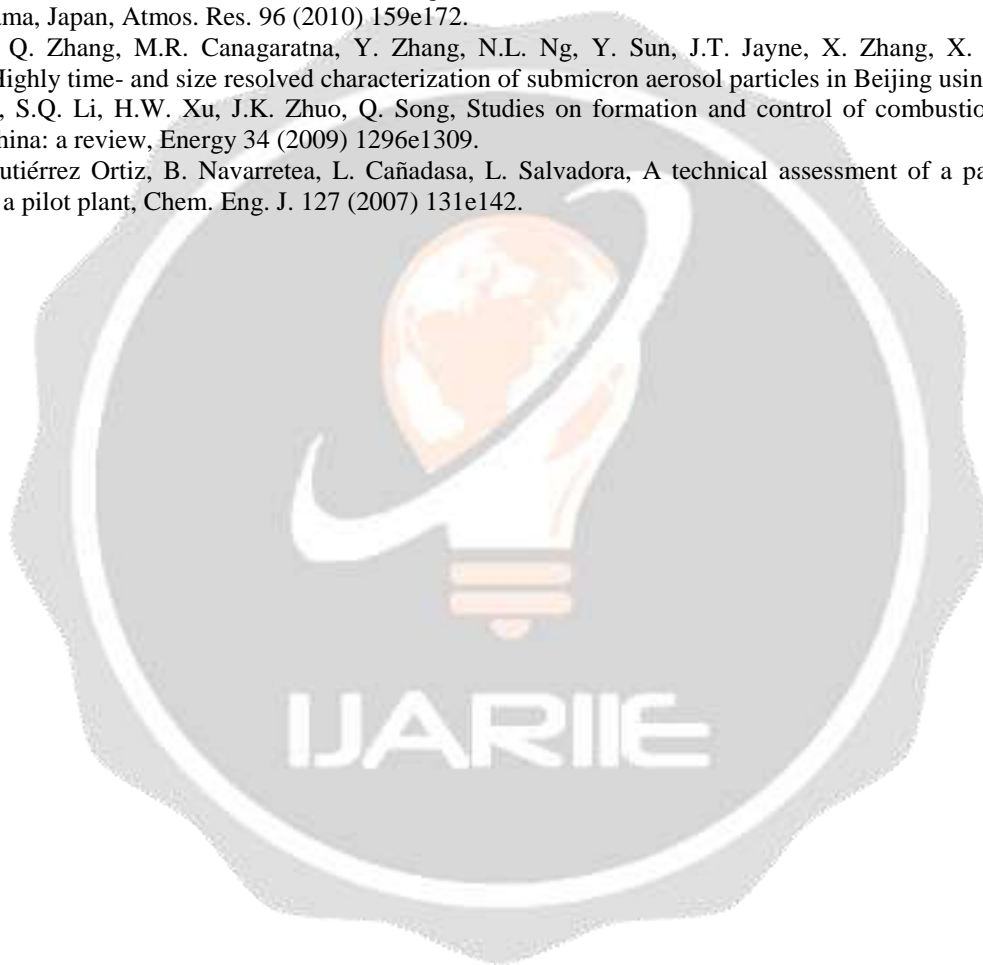 ama, Japan, Atmos. Res. 96 (2010) 159e172.
Q. Zhang, M.R. Canagaratna, Y. Zhang, N.L. Ng, Y. Sun, J.T. Jayne, X. Zhang, X.
Highly time- and size resolved characterization of submicron aerosol particles in Beijing using
, S.Q. Li, H.W. Xu, J.K. Zhuo, Q. Song, Studies on formation and control of combustio
hina: a review, Energy 34 (2009) 1296e1309.
utiérrez Ortiz, B. Navarretea, L. Cañadasa, L. Salvadora, A technical assessment of a pa
a pilot plant, Chem. Eng. J. 127 (2007) 131e142.
IJARIIE